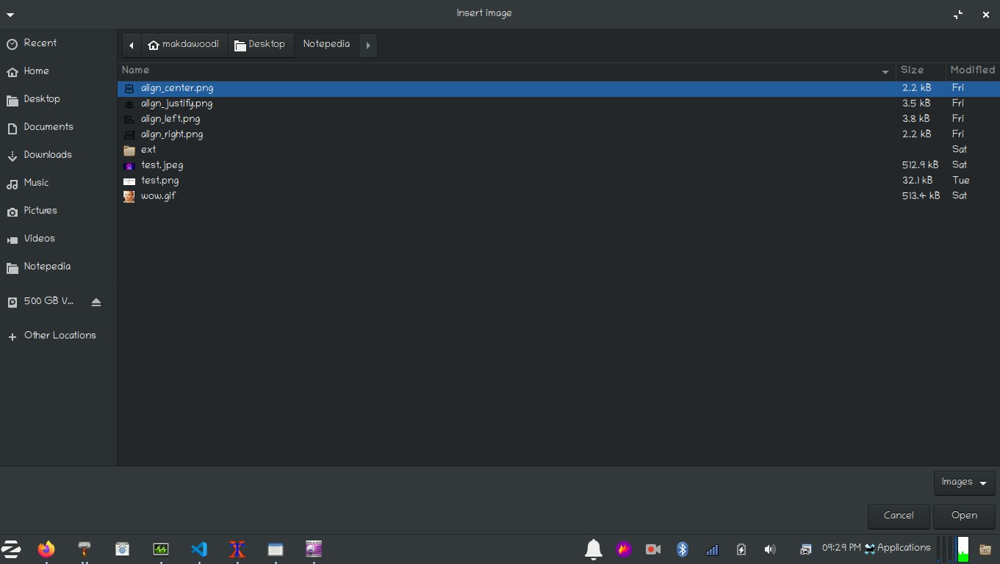 Insert image
Recent
Home
Desktop
Documents
Downloads
Music
Pictures
Videos
Notepedia
500 GB V...
Other Locations
makdawoodi Desktop Notepedia
Name Size Modified
align_center.png 2.2 kB Fri
align_justify.png 3.5 kB Fri
align_left.png 3.8 kB Fri
align_right.png 2.2 kB Fri
ext Sat
test.jpeg 512.9 kB Sat
test.png 32.1 kB Tue
wow.gif 513.4 kB Sat
Images
Cancel Open
09:29 PM Applications